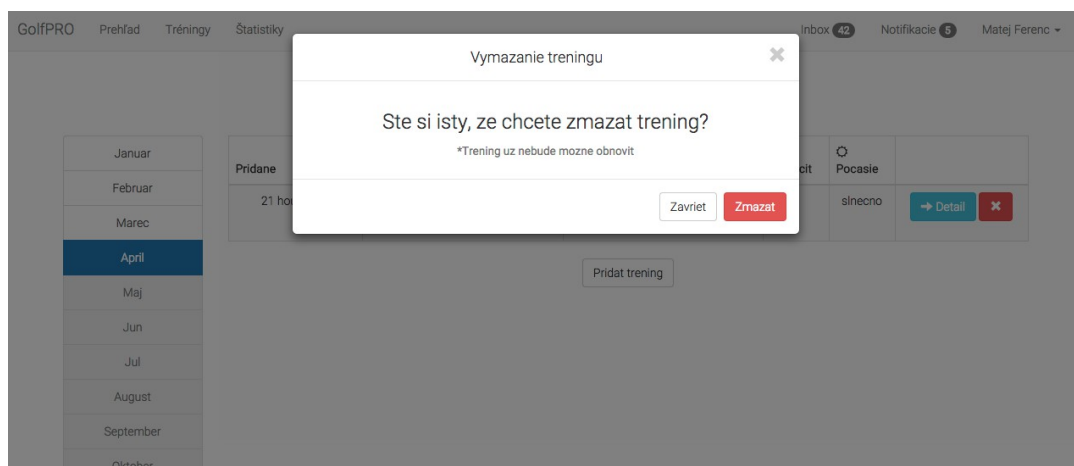 GolfPRO Prehľad Tréningy Štatistiky Inbox 42 Notifikacie 5 Matej Ferenc
Vymazanie treningu
Ste si isty, ze chcete zmazat trening?
*Trening uz nebude mozne obnovit
Zavriet Zmazat
Januar
Februar
Marec
April
Maj
Jun
Jul
August
September
Oktober
Pridane Pocasie
21 slnecno Detail
Pridat trening